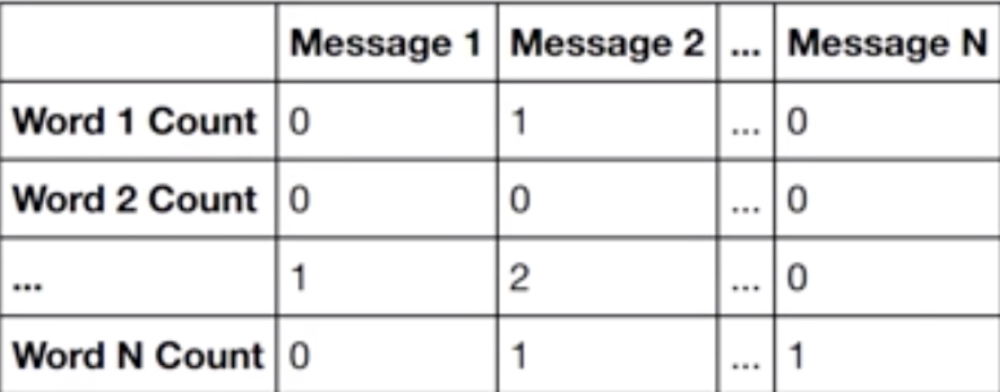 Message 1 Message 2 ... Message N
Word 1 Count 0 1 ... 0
Word 2 Count 0 0 ... 0
... 1 2 ... 0
Word N Count 0 1 ... 1